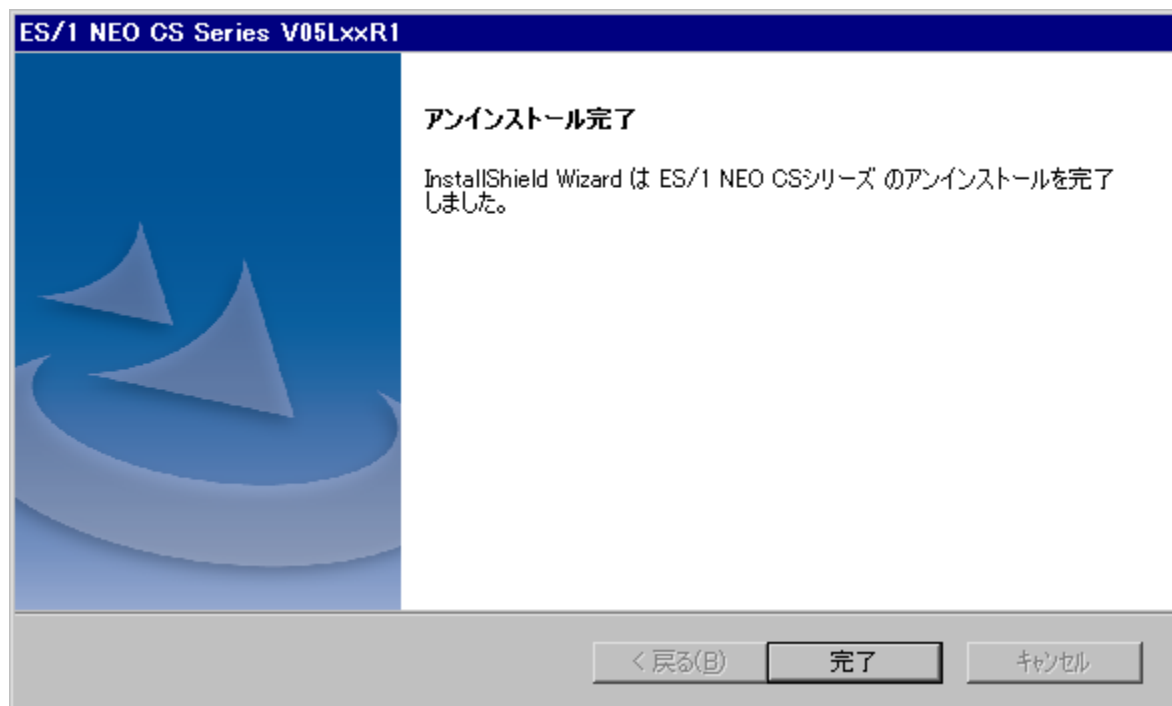 ES/1 NEO CS Series V05LxxR1
アンインストール完了
InstallShield Wizard は ES/1 NEO CSシリーズ のアンインストールを完了
しました。
< 戻る(B)
完了
キャンセル